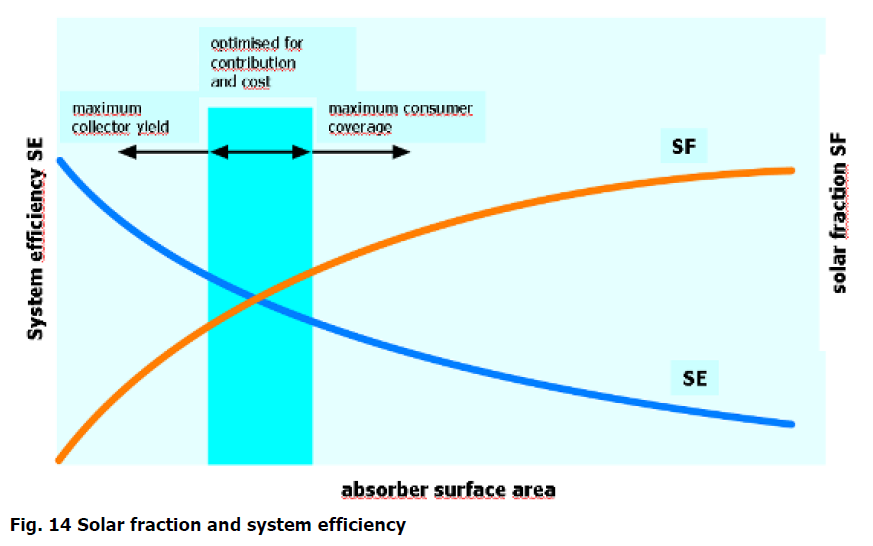 optimised for
contribution
and cost
maximum
collector yield
maximum consumer
coverage
SF
SE
System efficiency SE
solar fraction SF
absorber surface area
Fig. 14 Solar fraction and system efficiency